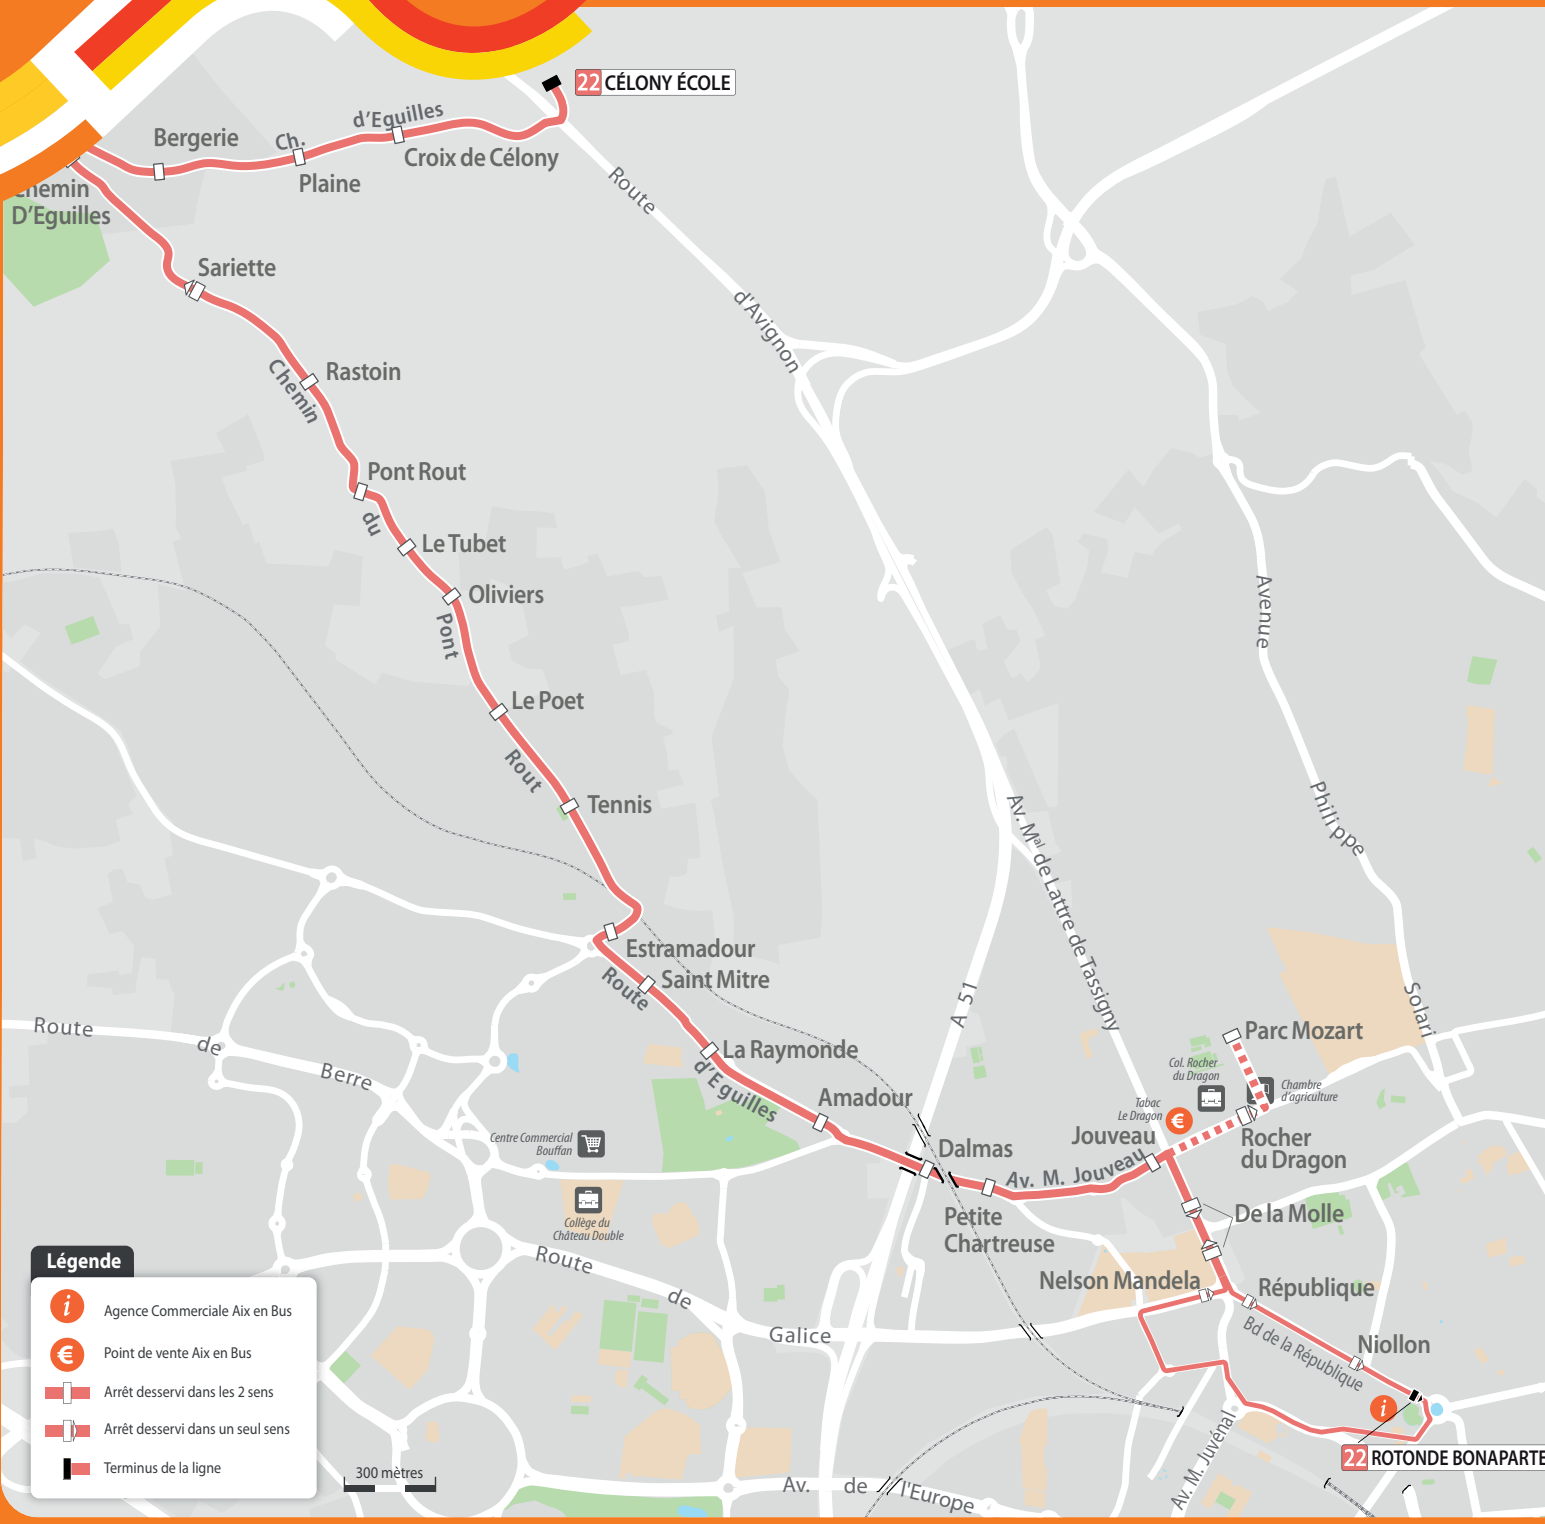 22 CÉLONY ÉCOLE
Bergerie
Ch.
d'Eguilles
Croix de Célony
Plaine
Chemin
D'Eguilles
Route
d'Avignon
Sariette
Rastoin
Chemin
Pont Rout
du
Le Tubet
Oliviers
Pont
Le Poet
Rout
Tennis
Avenue
Philippe
Solari
Av. Mal de Lattre de Tassigny
Estramadour
Saint Mitre
Route
A 51
La Raymonde
d'Eguilles
Amadour
Route
de
Berre
Parc Mozart
Col. Rocher
du Dragon
Chambre
d'agriculture
Tabac
Le Dragon
€
Jouveau
Rocher
du Dragon
Dalmas
Av. M. Jouveau
Centre Commercial
Bouffan
Collège du
Château Double
Petite
Chartreuse
De la Molle
Nelson Mandela
République
Bd de la République
Niollon
Route
de
Galice
i
22 ROTONDE BONAPARTE
Av. M. Juvénal
Av.
de
l'Europe
Légende
i
Agence Commerciale Aix en Bus
€
Point de vente Aix en Bus
Arrêt desservi dans les 2 sens
Arrêt desservi dans un seul sens
Terminus de la ligne
300 mètres